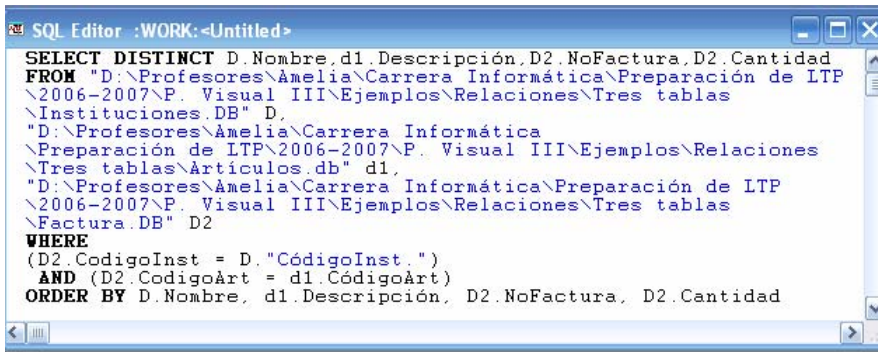 SQL Editor :WORK:<Untitled>
SELECT DISTINCT D.Nombre,d1.Descripción,D2.NoFactura,D2.Cantidad
FROM "D:\Profesores\Amelia\Carrera Informática\Preparación de LTP
\2006-2007\P. Visual III\Ejemplos\Relaciones\Tres tablas
\Instituciones.DB" D,
"D:\Profesores\Amelia\Carrera Informática
\Preparación de LTP\2006-2007\P. Visual III\Ejemplos\Relaciones
\Tres tablas\Artículos.db" d1,
"D:\Profesores\Amelia\Carrera Informática\Preparación de LTP
\2006-2007\P. Visual III\Ejemplos\Relaciones\Tres tablas
\Factura.DB" D2
WHERE
(D2.CodigoInst = D."CódigoInst.")
AND (D2.CodigoArt = d1.CódigoArt)
ORDER BY D.Nombre, d1.Descripción, D2.NoFactura, D2.Cantidad